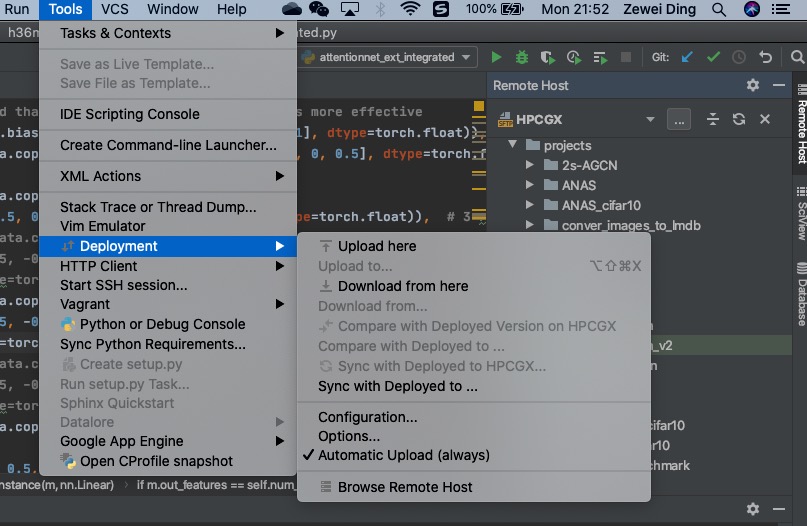 Run Tools VCS Window Help 100% Mon 21:52 Zewei Ding
h36m ated.py
attentionnet_ext_integrated Git:
Remote Host
HPCGX ...
projects
2s-AGCN
ANAS
ANAS_cifar10
conver_images_to_lmdb
_v2
cifar10
r10
chmark
Remote Host
SciView
Database
Tasks & Contexts
Save as Live Template...
Save File as Template...
IDE Scripting Console
Create Command-line Launcher...
XML Actions
Stack Trace or Thread Dump...
Vim Emulator
Deployment
HTTP Client
Start SSH session...
Vagrant
Python or Debug Console
Sync Python Requirements...
Create setup.py
Run setup.py Task...
Sphinx Quickstart
Datalore
Google App Engine
Open CProfile snapshot
Upload here
Upload to... ⌥⇧⌘X
Download from here
Download from...
Compare with Deployed Version on HPCGX
Compare with Deployed to ...
Sync with Deployed to HPCGX...
Sync with Deployed to ...
Configuration...
Options...
Automatic Upload (always)
Browse Remote Host
d tha s more effective
.bias 1], dtype=torch.float)),
ta.cop , 0, 0.5], dtype=torch.f
ta.cop
.5, 0 torch.float)), # 3
ata.c
5, -0
e=tor
ta.cop
5, -0
=torc
ata.c
5, -0
ta.cop
0.5
nstance(m,nn.Linear) › if m.out_features == self.num_